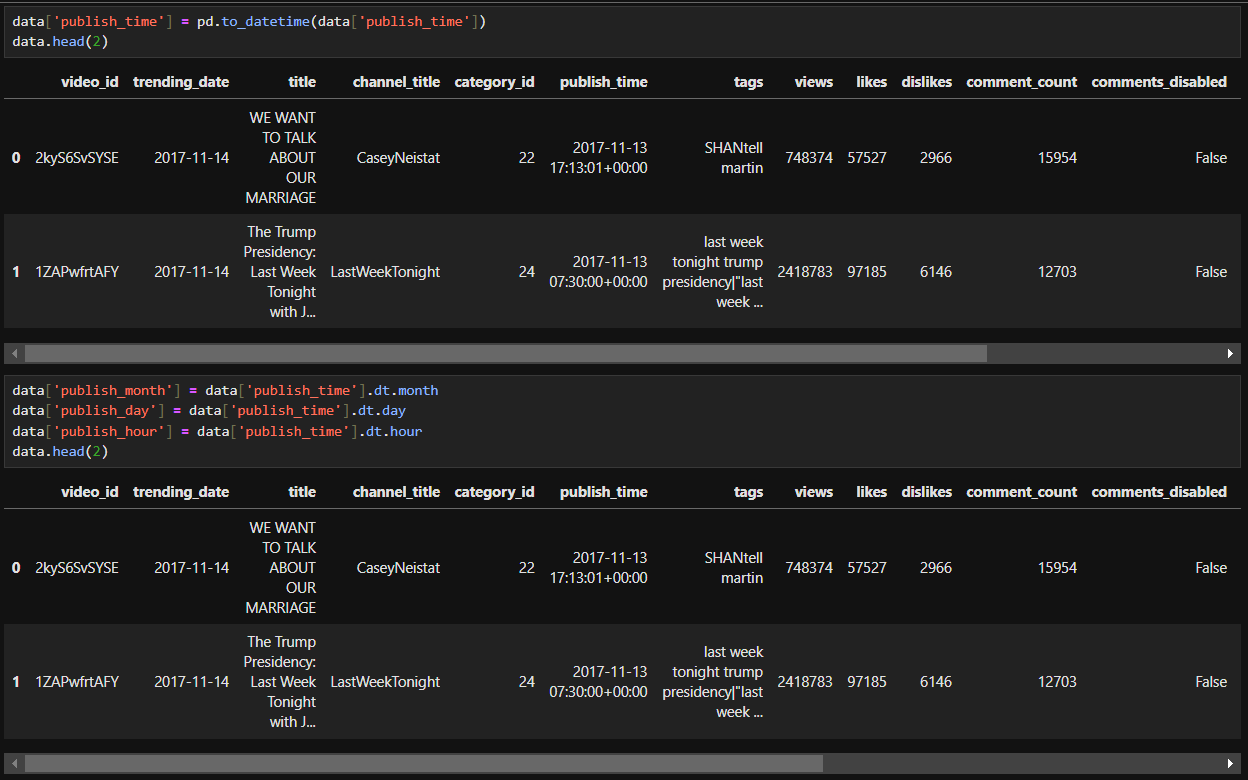 data['publish_time'] = pd.to_datetime(data['publish_time'])
data.head(2)
video_id trending_date title channel_title category_id publish_time tags views likes dislikes comment_count comments_disabled
WE WANT
TO TALK
0 2kyS6SvSYSE 2017-11-14 ABOUT CaseyNeistat 22 2017-11-13 17:13:01+00:00 SHANtell martin 748374 57527 2966 15954 False
OUR
MARRIAGE
The Trump
Presidency:
1 1ZAPwfrtAFY 2017-11-14 Last Week LastWeekTonight 24 2017-11-13 07:30:00+00:00 last week tonight trump presidency|"last week ... 2418783 97185 6146 12703 False
Tonight
with J...
data['publish_month'] = data['publish_time'].dt.month
data['publish_day'] = data['publish_time'].dt.day
data['publish_hour'] = data['publish_time'].dt.hour
data.head(2)
video_id trending_date title channel_title category_id publish_time tags views likes dislikes comment_count comments_disabled
WE WANT
TO TALK
0 2kyS6SvSYSE 2017-11-14 ABOUT CaseyNeistat 22 2017-11-13 17:13:01+00:00 SHANtell martin 748374 57527 2966 15954 False
OUR
MARRIAGE
The Trump
Presidency:
1 1ZAPwfrtAFY 2017-11-14 Last Week LastWeekTonight 24 2017-11-13 07:30:00+00:00 last week tonight trump presidency|"last week ... 2418783 97185 6146 12703 False
Tonight
with J...